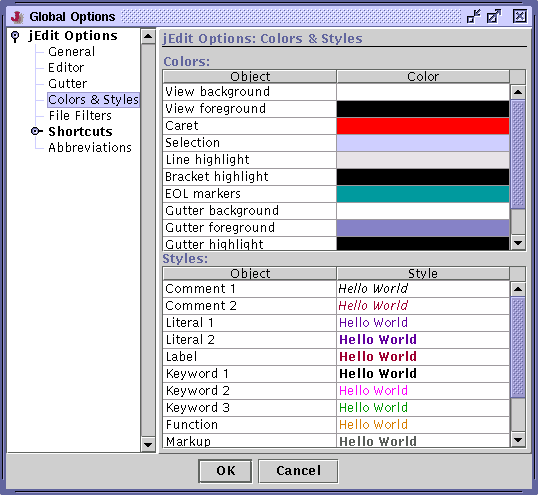 Global Options
jEdit Options
General
Editor
Gutter
Colors & Styles
File Filters
Shortcuts
Abbreviations
jEdit Options: Colors & Styles
Colors:
Object Color
View background
View foreground
Caret
Selection
Line highlight
Bracket highlight
EOL markers
Gutter background
Gutter foreground
Gutter highlight
Styles:
Object Style
Comment 1 Hello World
Comment 2 Hello World
Literal 1 Hello World
Literal 2 Hello World
Label Hello World
Keyword 1 Hello World
Keyword 2 Hello World
Keyword 3 Hello World
Function Hello World
Markup Hello World
OK Cancel